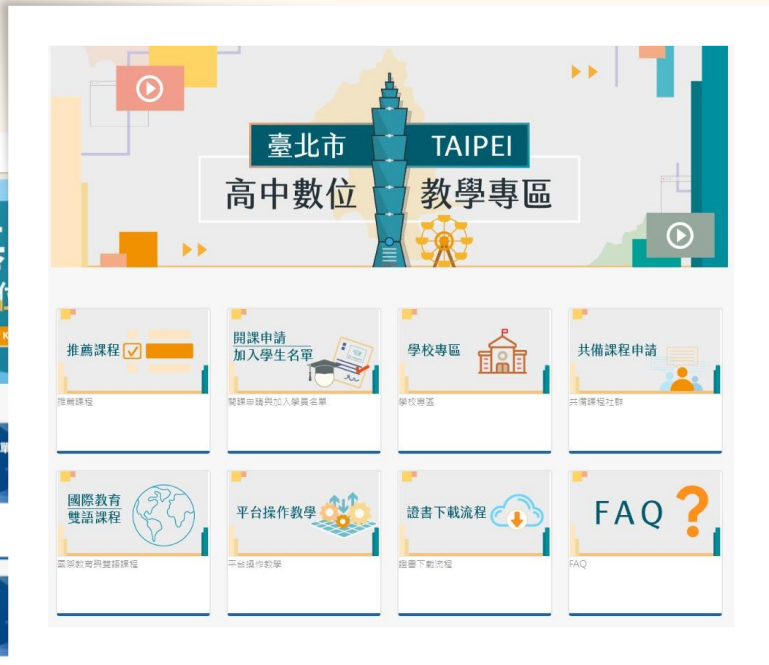 臺北市 TAIPEI
高中數位 教學專區
推薦課程
開課申請
加入學生名單
學校專區
共備課程申請
推薦課程
開課申請與加入學員名單
學校專區
共備課程社群
國際教育
雙語課程
平台操作教學
證書下載流程
FAQ
國際教育與雙語課程
平台操作教學
證書下載流程
FAQ